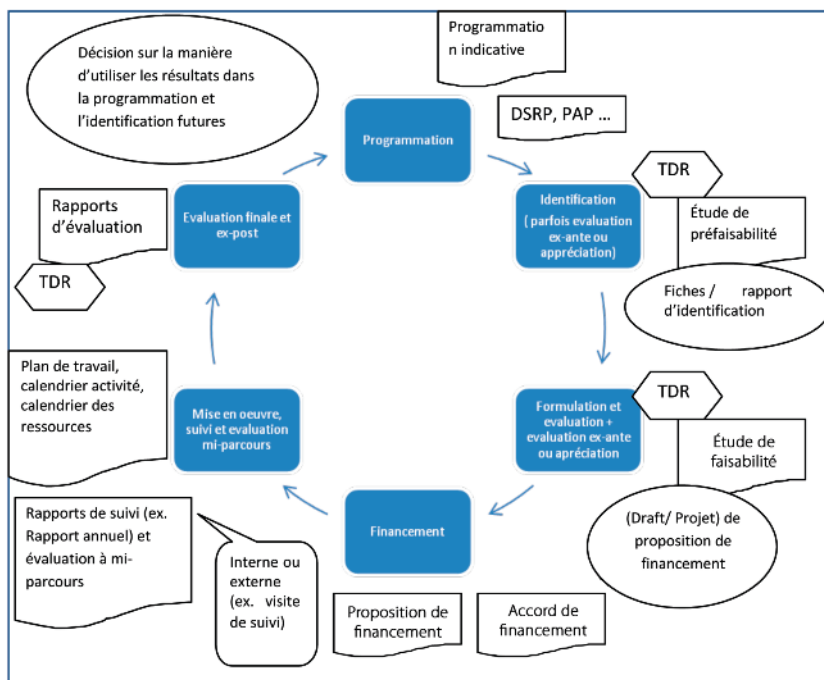 Décision sur la manière
d'utiliser les résultats dans
la programmation et
l'identification futures
Programmatio
n indicative
DSRP, PAP ...
Programmation
TDR
Identification
( parfois evaluation
ex-ante ou
appréciation)
Étude de
préfaisabilité
Fiches / rapport
d'identification
Rapports
d'évaluation
TDR
Evaluation finale et
ex-post
Plan de travail,
calendrier activité,
calendrier des
ressources
Mise en oeuvre,
suivi et evaluation
mi-parcours
TDR
Formulation et
evaluation +
evaluation ex-ante
ou apréciation
Étude de
faisabilité
(Draft/ Projet) de
proposition de
financement
Financement
Rapports de suivi (ex.
Rapport annuel) et
évaluation à mi-
parcours
Interne ou
externe
(ex. visite
de suivi)
Proposition de
financement
Accord de
financement